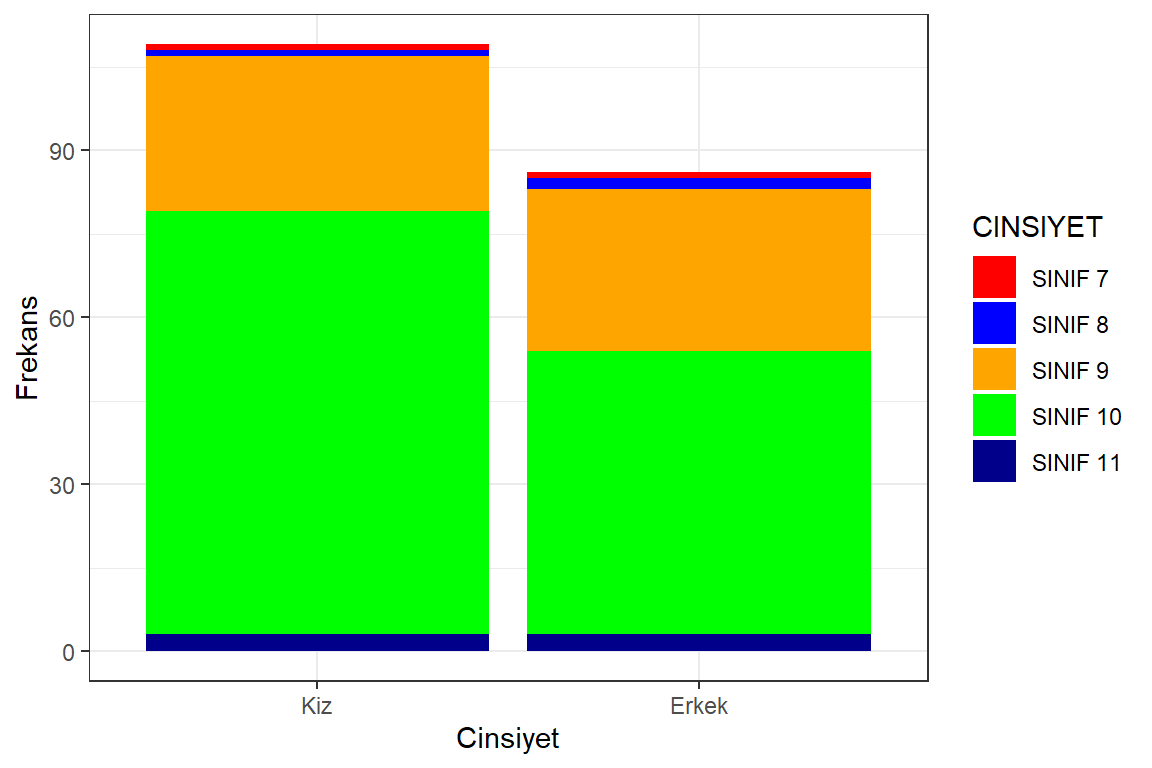 90
60
30
0
Frekans
Kiz
Erkek
Cinsiyet
CINSIYET
SINIF 7
SINIF 8
SINIF 9
SINIF 10
SINIF 11